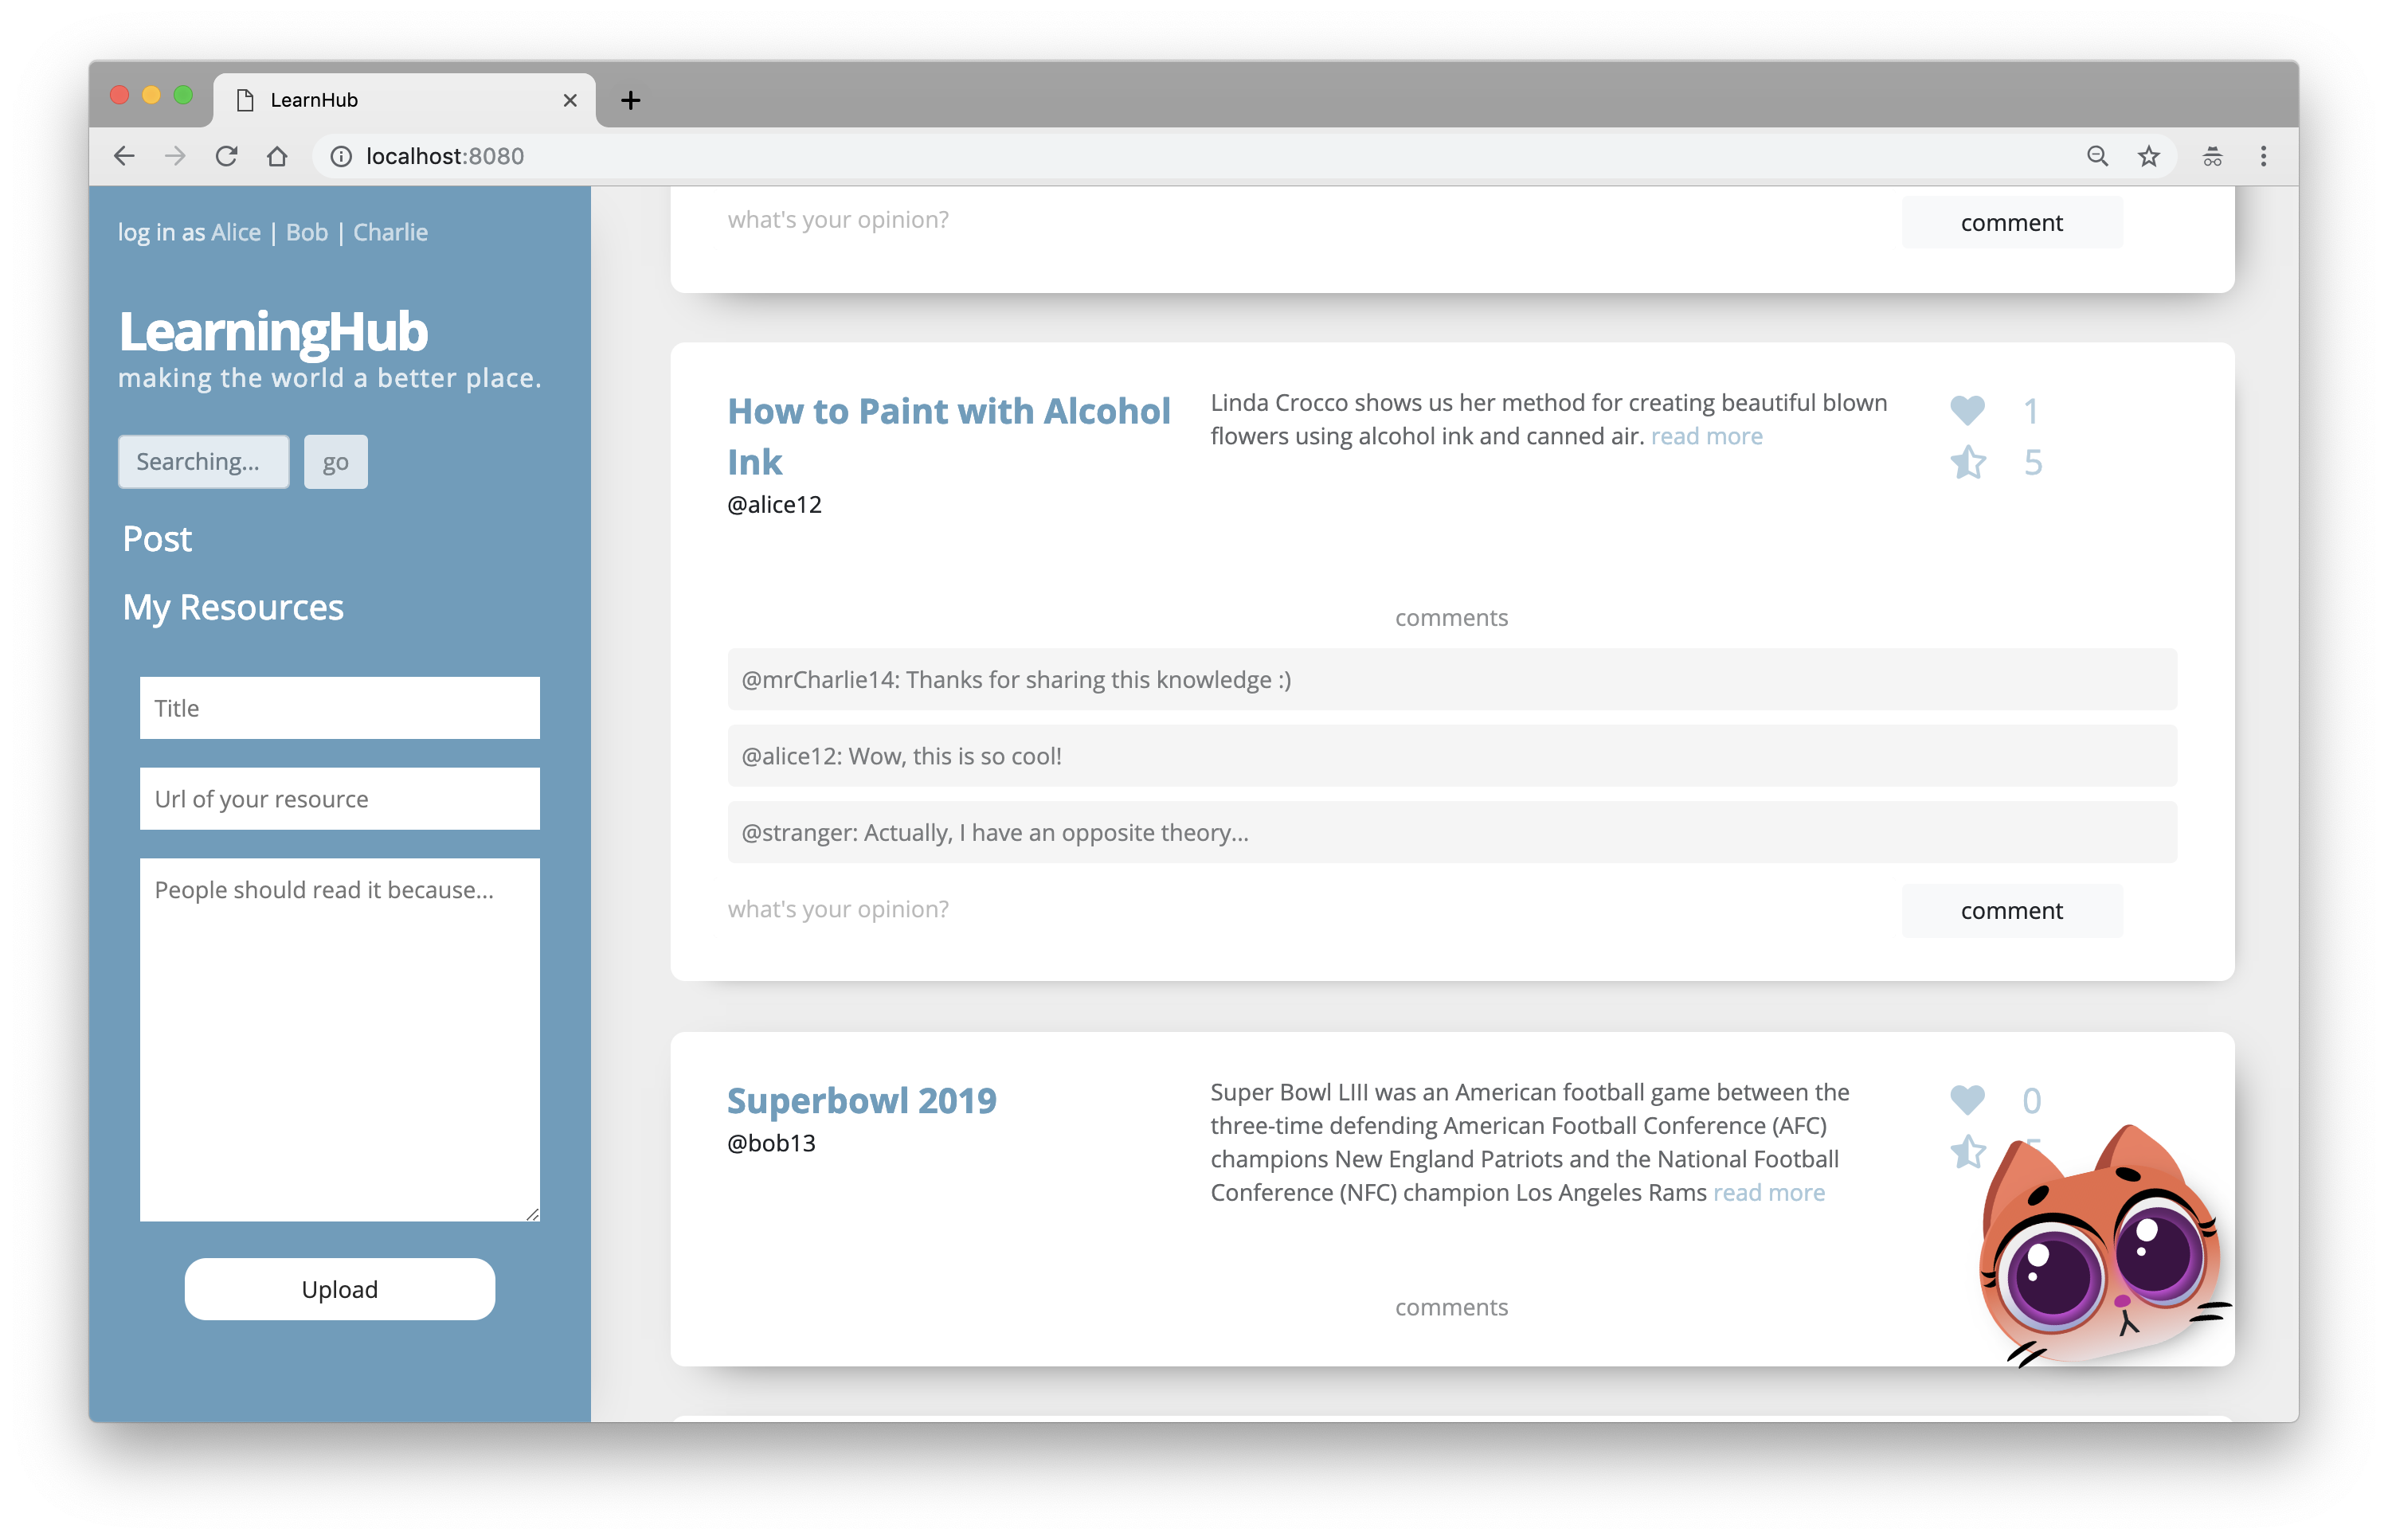 LearnHub
localhost:8080
log in as Alice | Bob | Charlie
LearningHub
making the world a better place.
Searching...
go
Post
My Resources
Title
Url of your resource
People should read it because...
Upload
what's your opinion?
comment
How to Paint with Alcohol
Ink
@alice12
Linda Crocco shows us her method for creating beautiful blown
flowers using alcohol ink and canned air. read more
1
5
comments
@mrCharlie14: Thanks for sharing this knowledge :)
@alice12: Wow, this is so cool!
@stranger: Actually, I have an opposite theory...
what's your opinion?
comment
Superbowl 2019
@bob13
Super Bowl LIII was an American football game between the
three-time defending American Football Conference (AFC)
champions New England Patriots and the National Football
Conference (NFC) champion Los Angeles Rams read more
0
comments